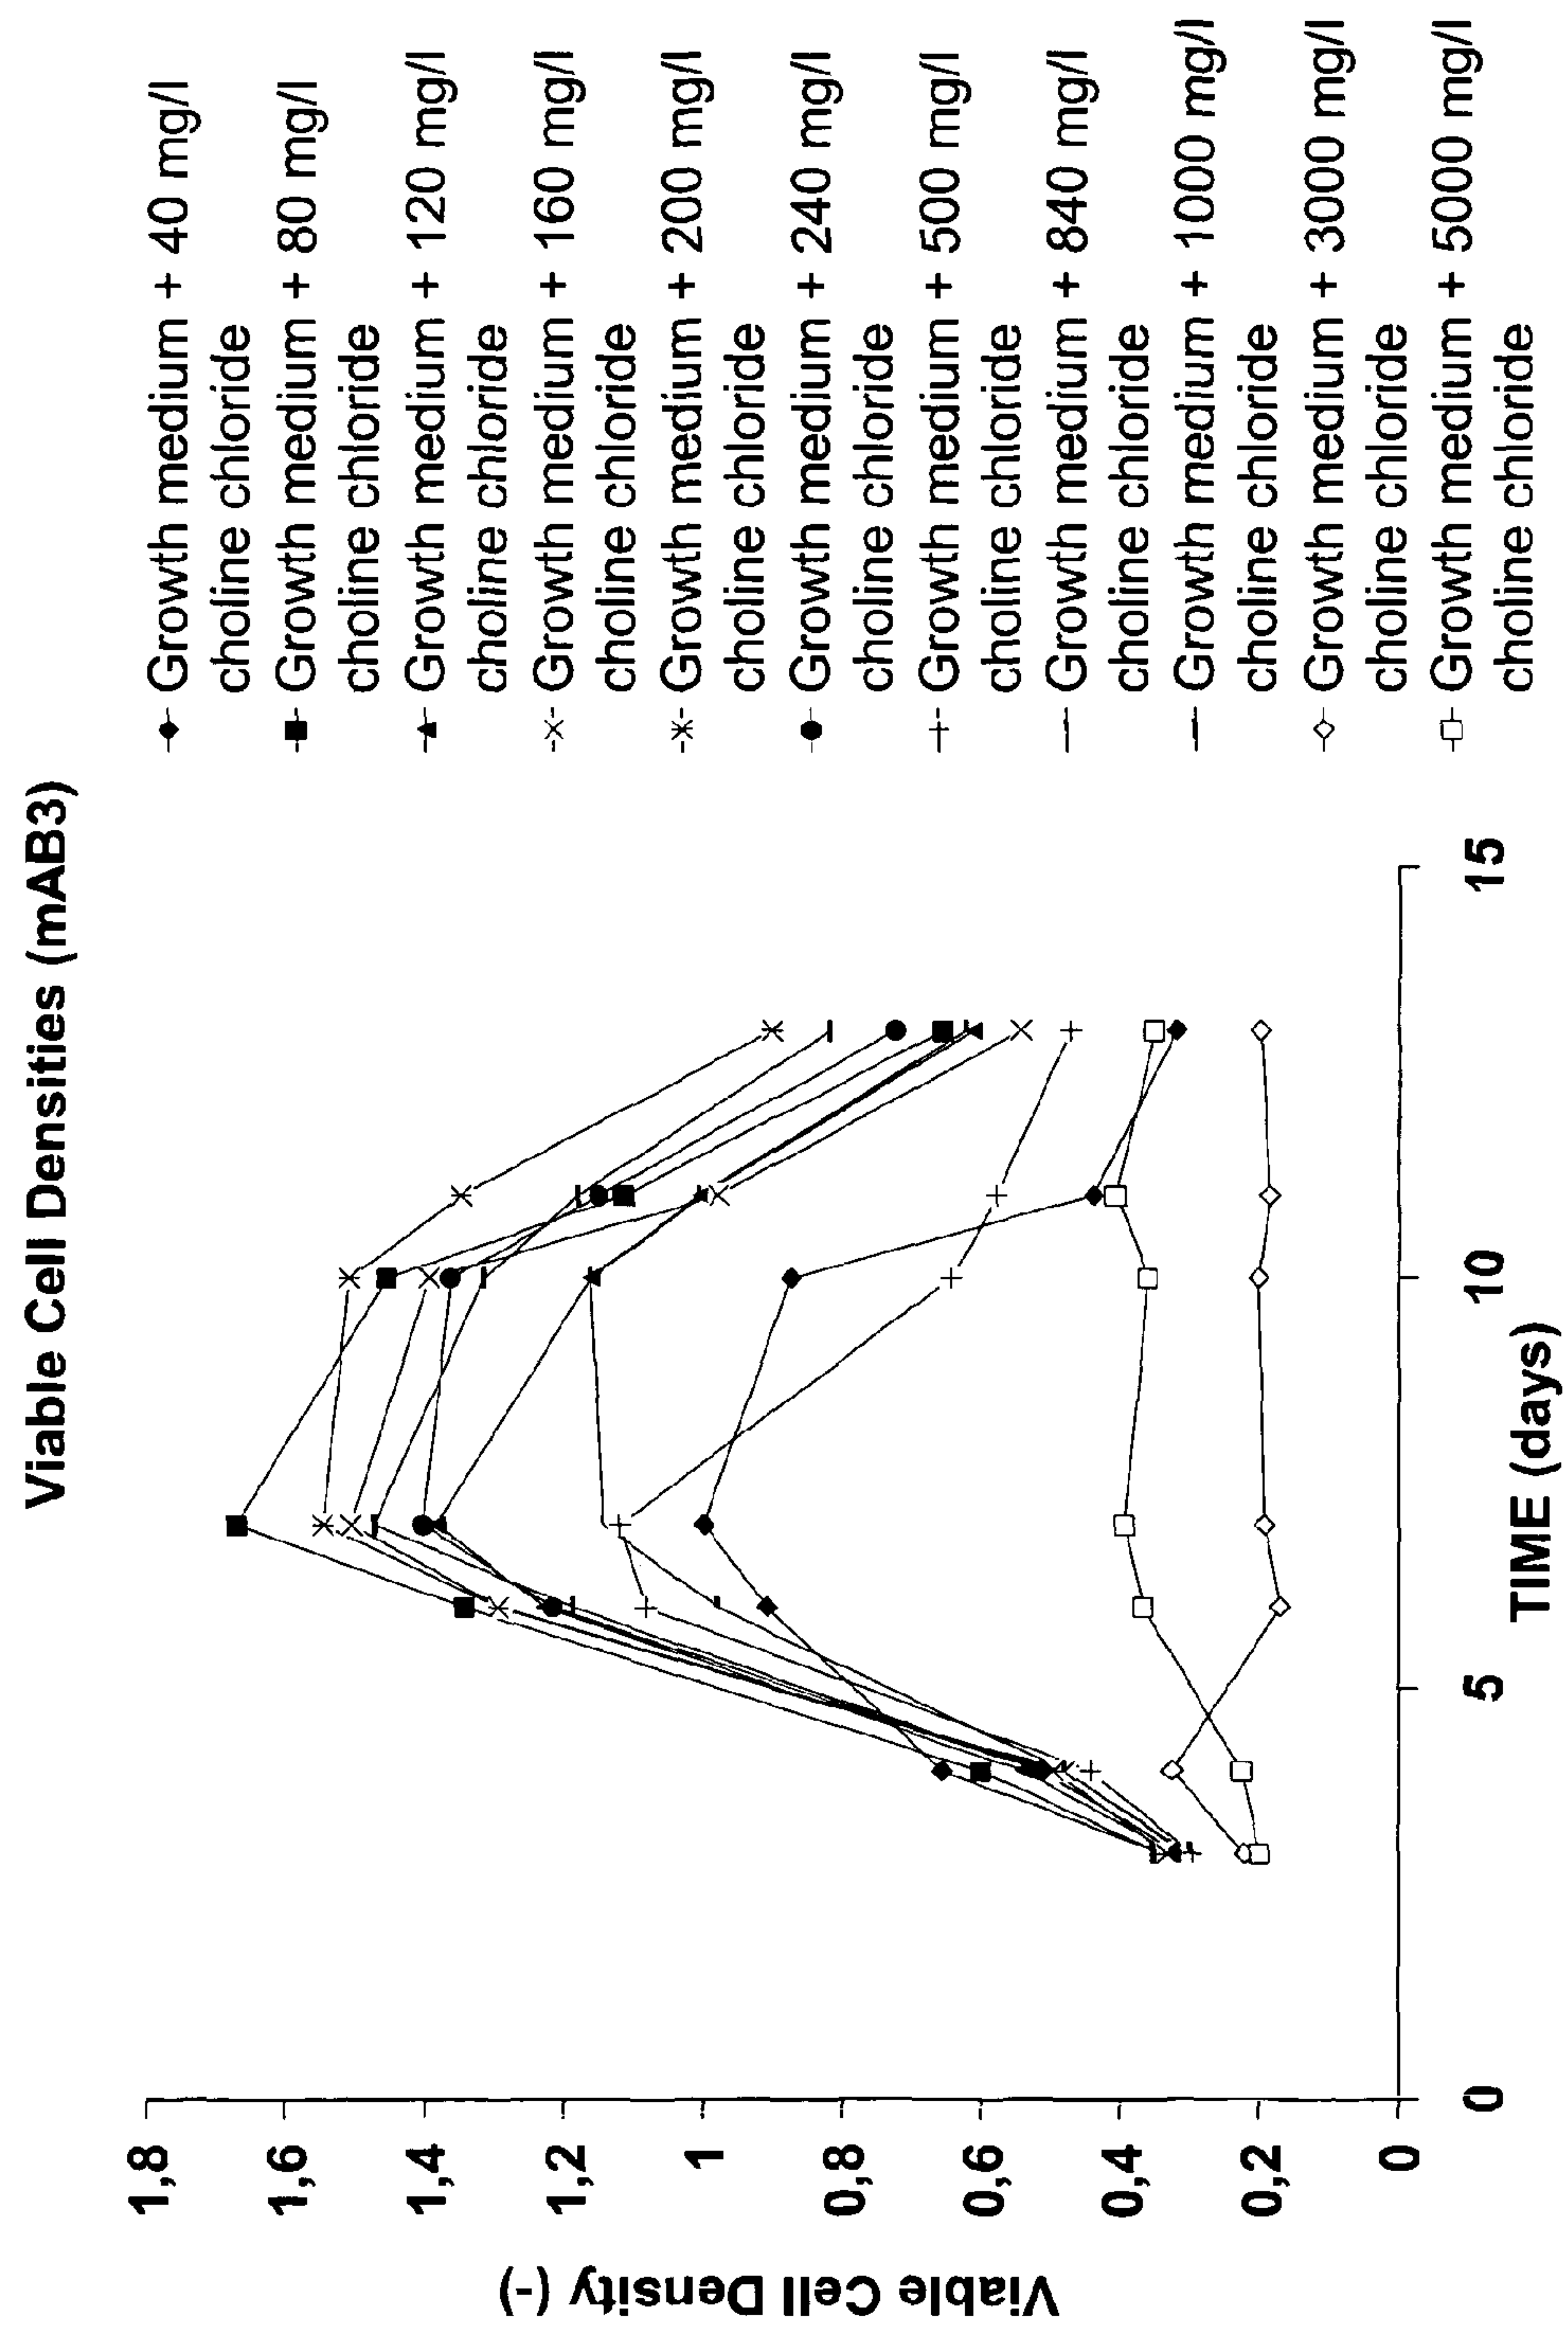 Viable Cell Densities (mAB3)
Viable Cell Density (-)
1,8
1,6
1,4
1,2
1
0,8
0,6
0,4
0,2
0
0
5
10
15
TIME (days)
Growth medium + 40 mg/l
choline chloride
Growth medium + 80 mg/l
choline chloride
Growth medium + 120 mg/l
choline chloride
Growth medium + 160 mg/l
choline chloride
Growth medium + 200 mg/l
choline chloride
Growth medium + 240 mg/l
choline chloride
Growth medium + 500 mg/l
choline chloride
Growth medium + 840 mg/l
choline chloride
Growth medium + 1000 mg/l
choline chloride
Growth medium + 3000 mg/l
choline chloride
Growth medium + 5000 mg/l
choline chloride